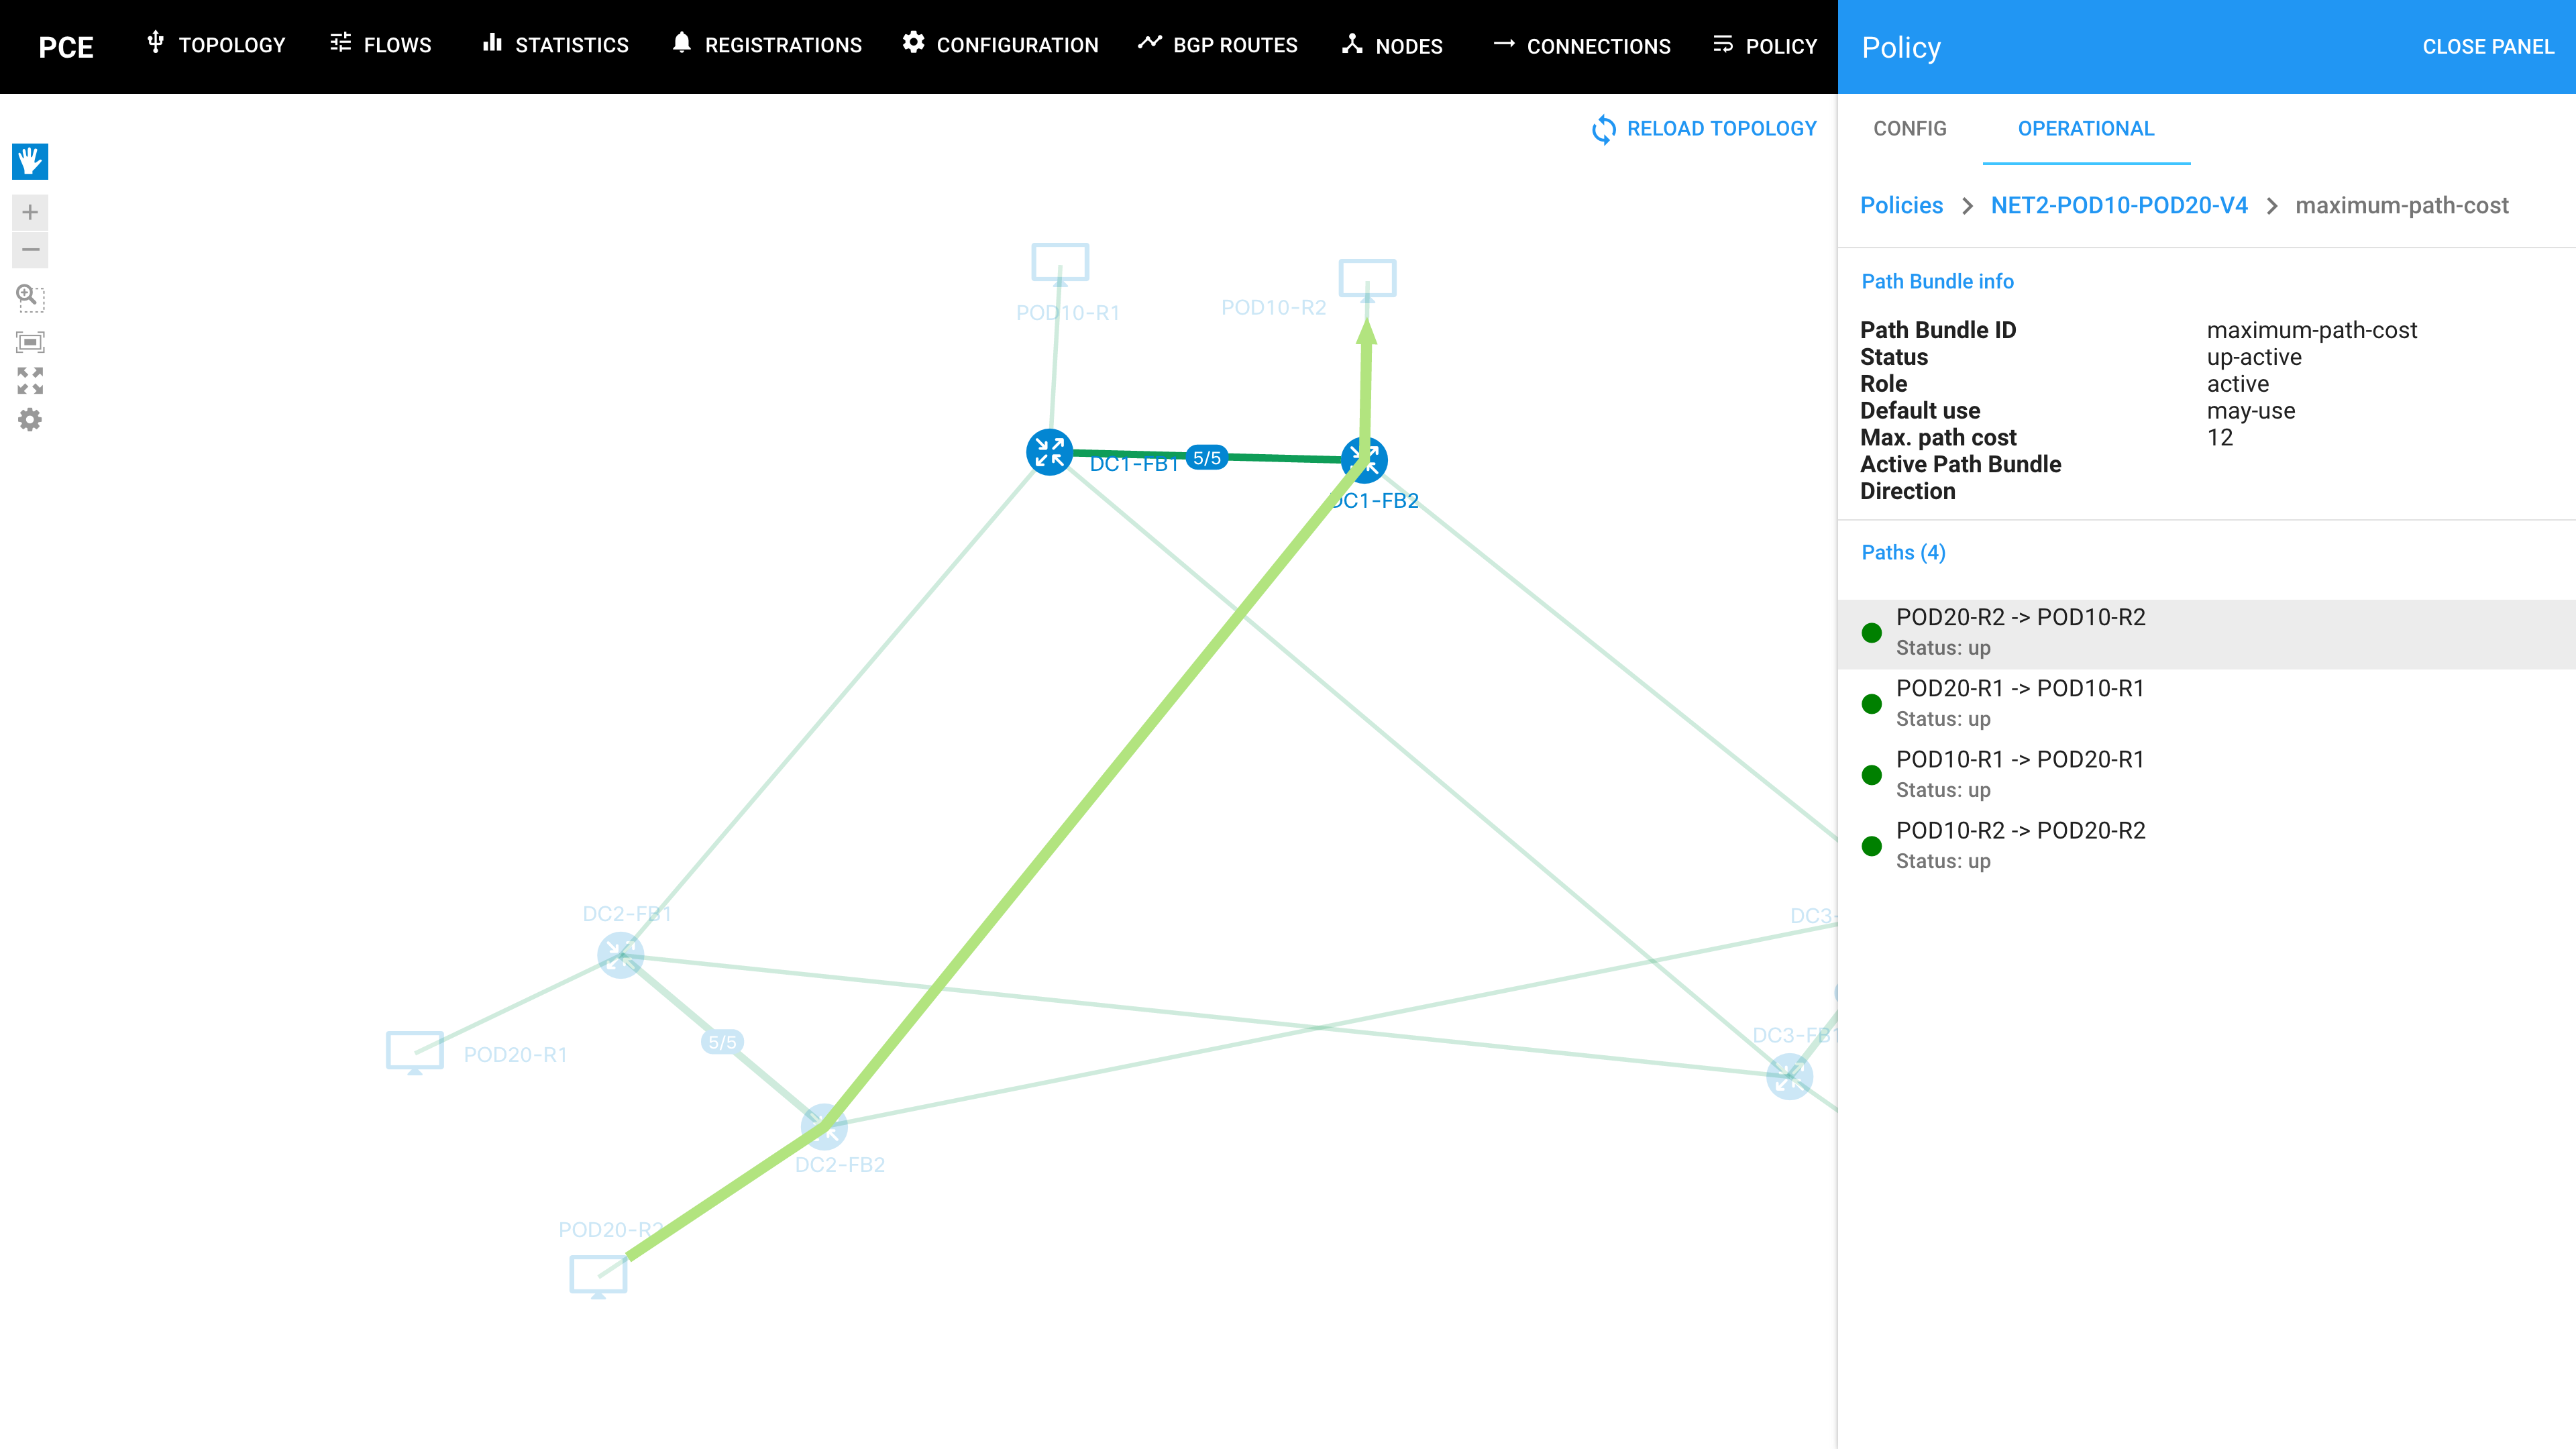 PCE
TOPOLOGY
FLOWS
STATISTICS
REGISTRATIONS
CONFIGURATION
BGP ROUTES
NODES
CONNECTIONS
POLICY
Policy
CLOSE PANEL
RELOAD TOPOLOGY
CONFIG
OPERATIONAL
Policies > NET2-POD10-POD20-V4 > maximum-path-cost
Path Bundle info
Path Bundle ID maximum-path-cost
Status up-active
Role active
Default use may-use
Max. path cost 12
Active Path Bundle
Direction
Paths (4)
POD20-R2 -> POD10-R2
Status: up
POD20-R1 -> POD10-R1
Status: up
POD10-R1 -> POD20-R1
Status: up
POD10-R2 -> POD20-R2
Status: up
POD10-R1
POD10-R2
DC1-FB1
5/5
DC1-FB2
DC2-FB1
DC3-
5/5
POD20-R1
DC3-FB1
DC2-FB2
POD20-R2